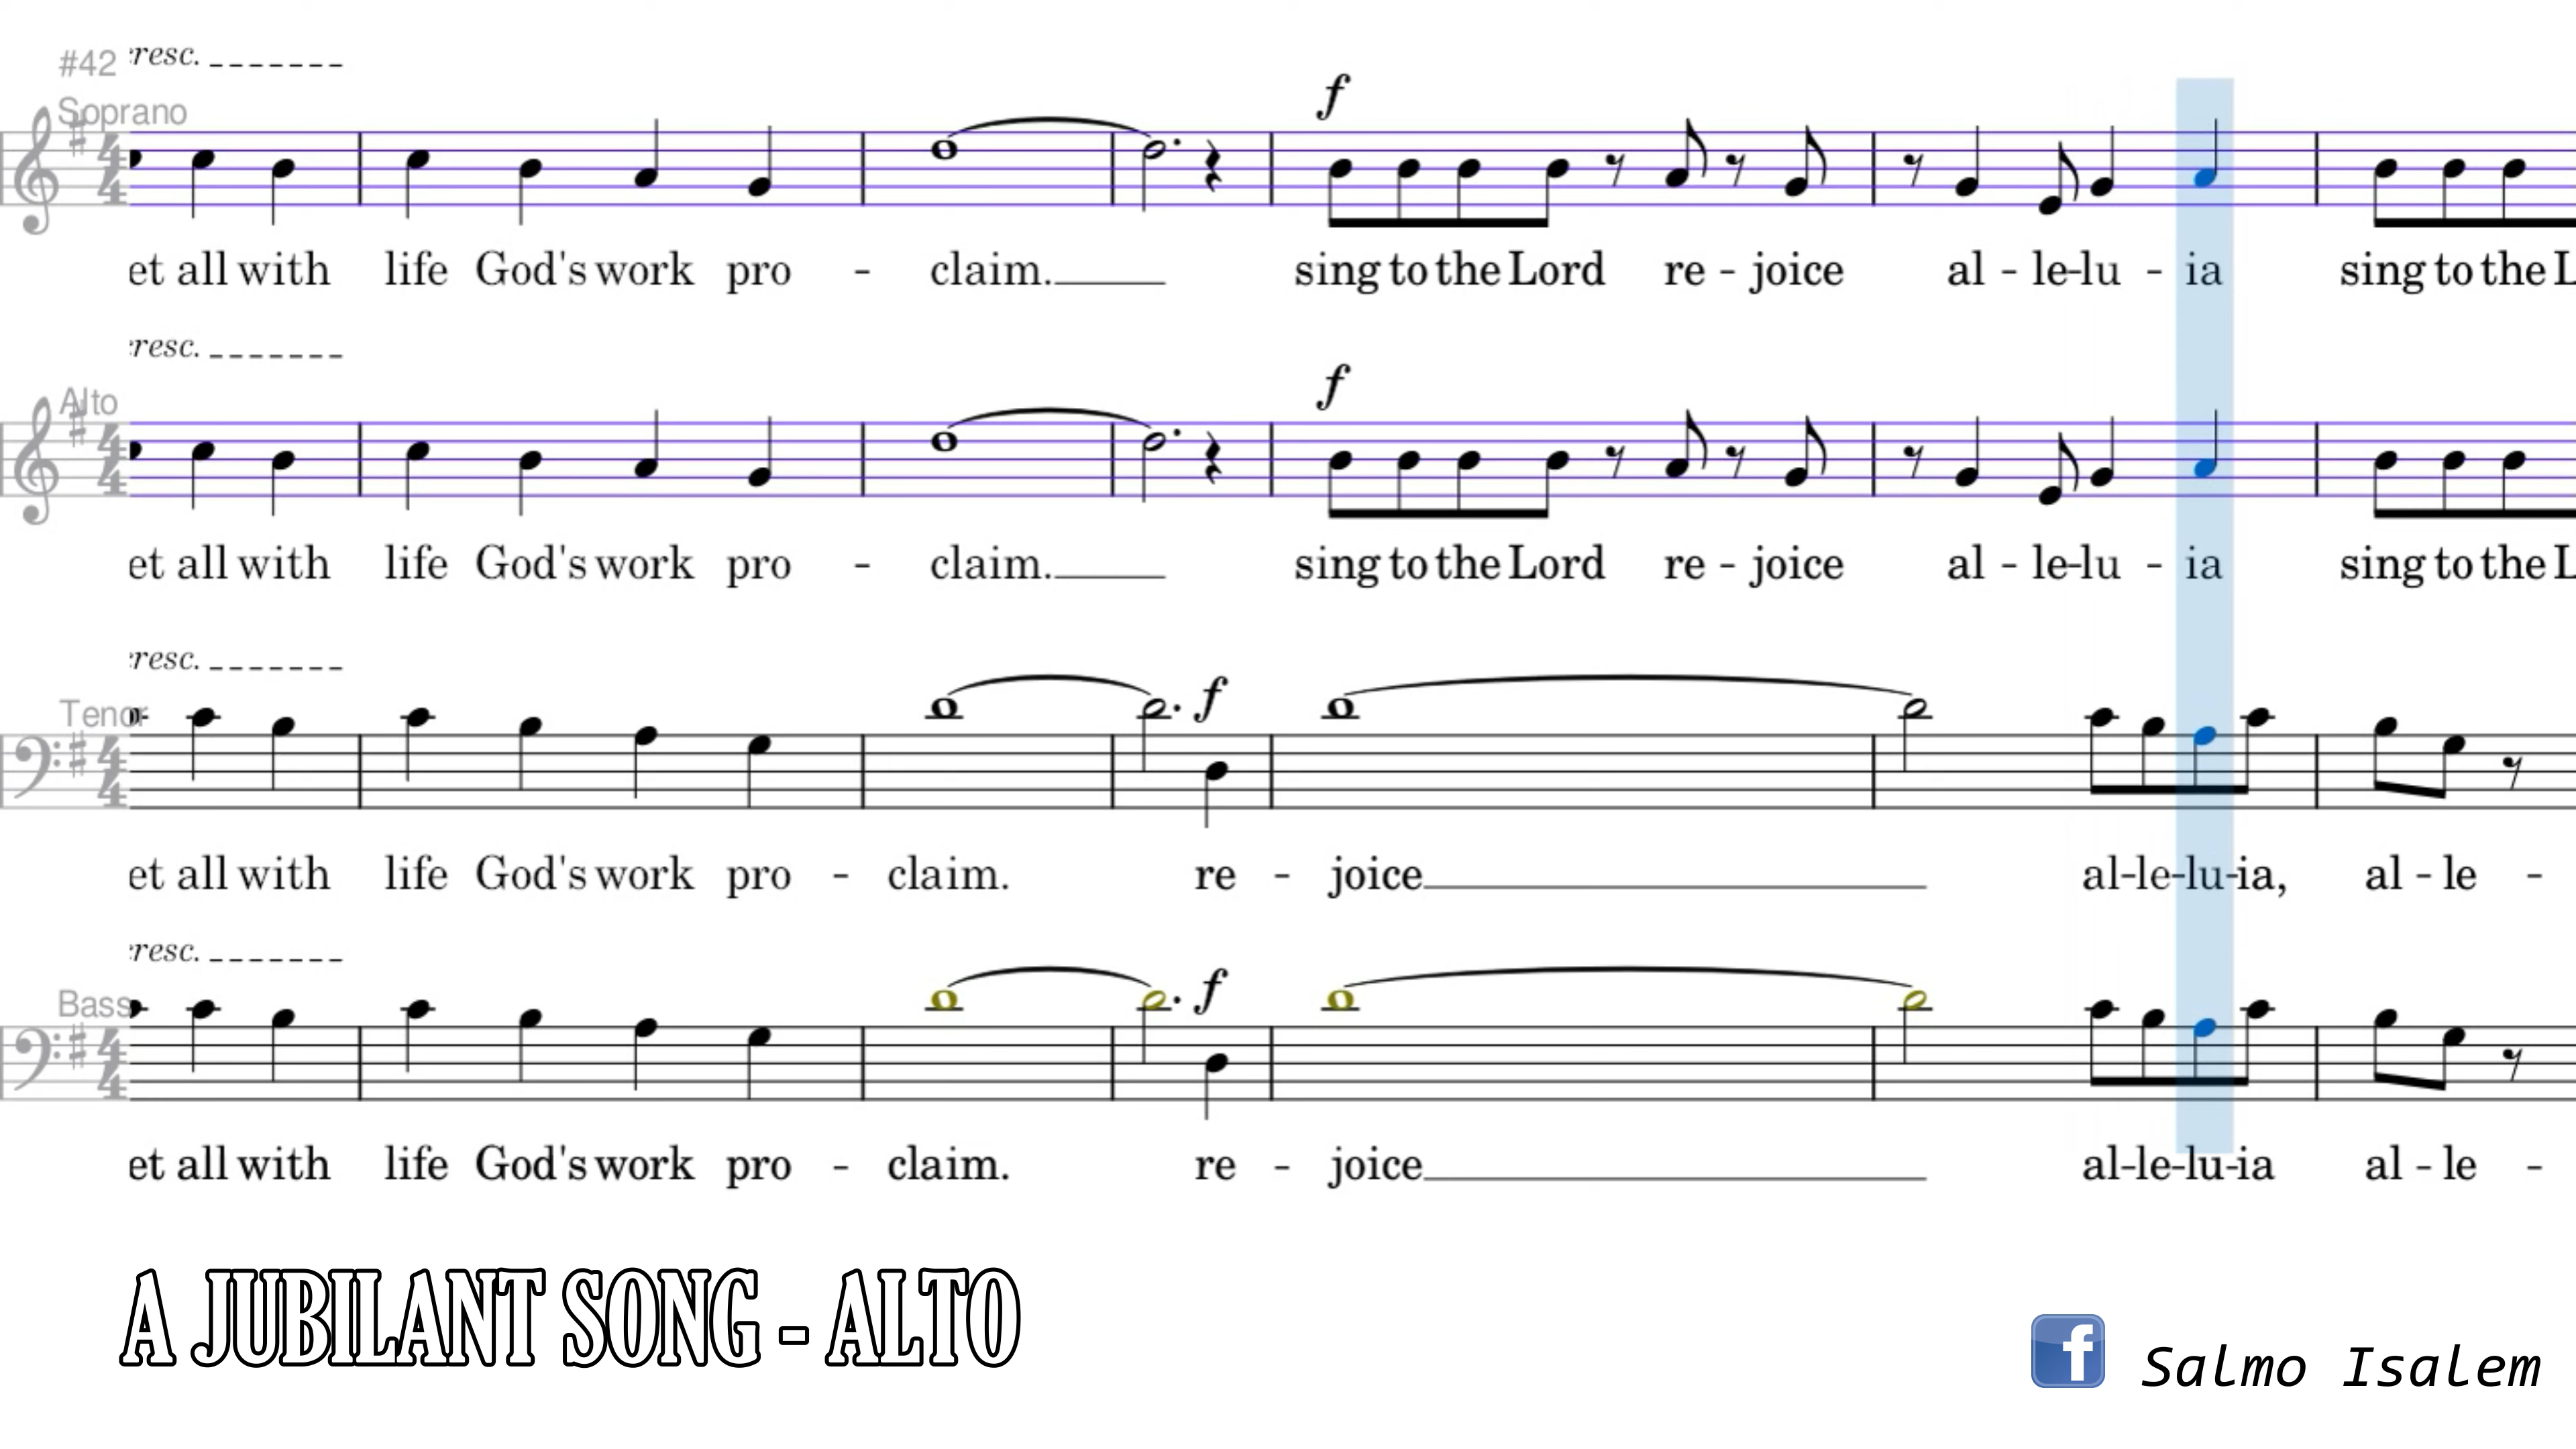 #42 resc.
Soprano
f
et all with life God's work pro - claim. sing to the Lord re - joice al - le-lu - ia sing to the L
resc.
Alto
f
et all with life God's work pro - claim. sing to the Lord re - joice al - le-lu - ia sing to the L
resc.
Tenor
f
et all with life God's work pro - claim. re - joice al-le-lu-ia, al - le -
resc.
Bass
f
et all with life God's work pro - claim. re - joice al-le-lu-ia al - le -
A JUBILANT SONG - ALTO
f Salmo Isalem